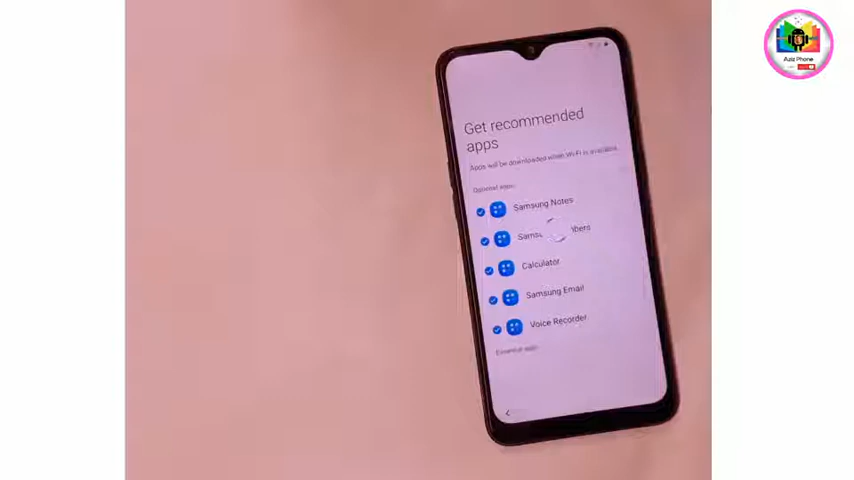 Aziz Phone
Get recommended
apps
Apps will be downloaded when Wi-Fi is available.
Optional apps
Samsung Notes
Calculator
Samsung Email
Voice Recorder
Essential apps